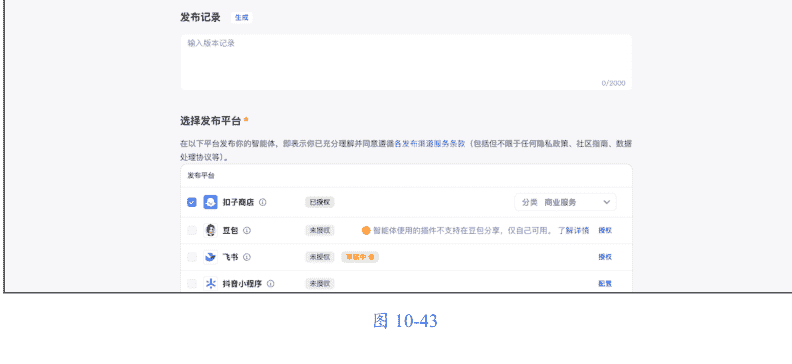 发布记录 生成
输入版本记录
0/2000
选择发布平台
在以下平台发布你的智能体，即表示你已充分理解并同意遵循各发布渠道服务条款（包括但不限于任何隐私政策、社区指南、数据
处理协议等）。
发布平台
扣子商店 已授权 分类 商业服务
豆包 未授权 智能体使用的插件不支持在豆包分享，仅自己可用。 了解详情 授权
飞书 未授权 授权
抖音小程序 未授权 配置
图 10-43